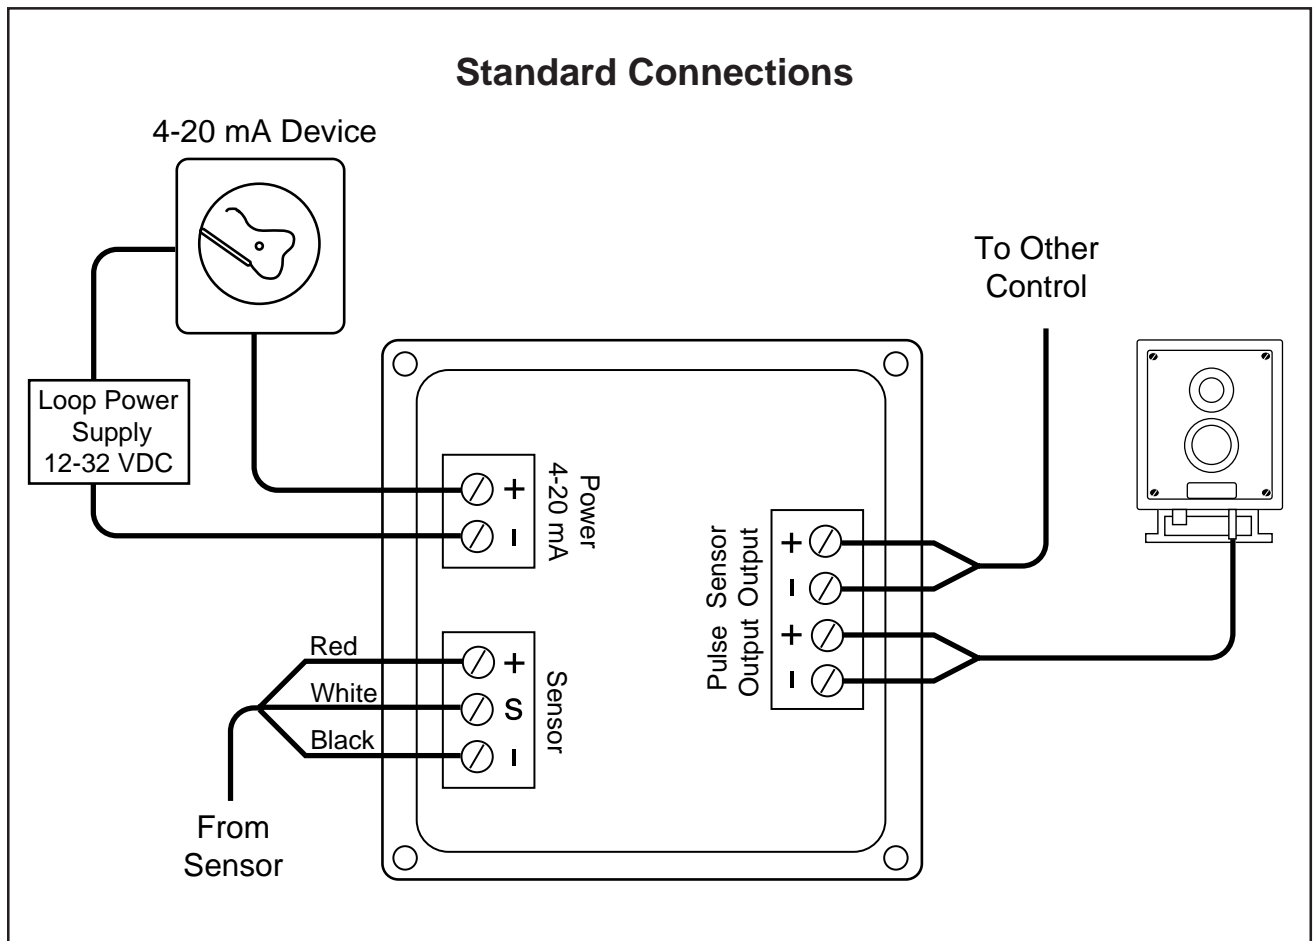 Standard Connections
4-20 mA Device
Loop Power
Supply
12-32 VDC
To Other
Control
+
-
Power
4-20 mA
Red
White
Black
+
S
-
Sensor
From
Sensor
+
-
+
-
Sensor
Output
Pulse
Output